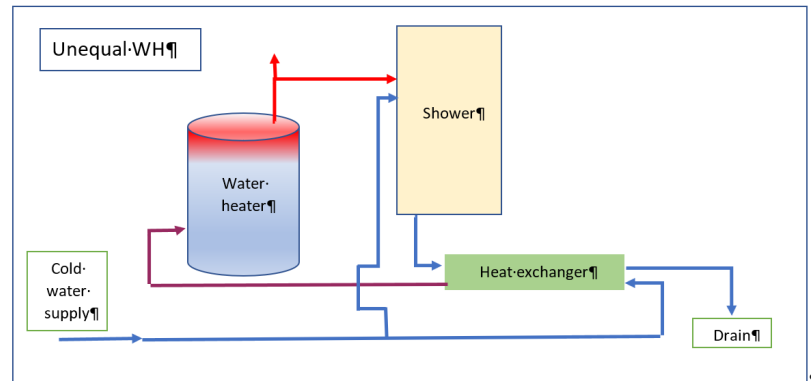 Unequal·WH¶
Shower¶
Water·
heater¶
Cold·
water·
supply¶
Heat·exchanger¶
Drain¶